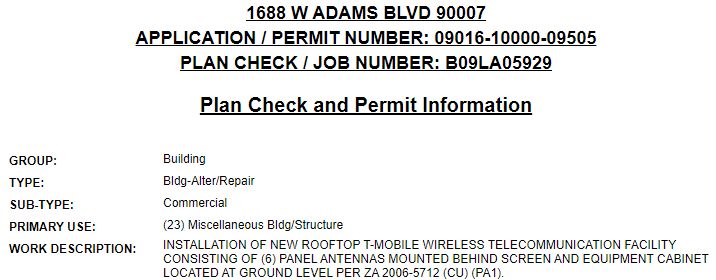 1688 W ADAMS BLVD 90007
APPLICATION / PERMIT NUMBER: 09016-10000-09505
PLAN CHECK / JOB NUMBER: B09LA05929
Plan Check and Permit Information
GROUP: Building
TYPE: Bldg-Alter/Repair
SUB-TYPE: Commercial
PRIMARY USE: (23) Miscellaneous Bldg/Structure
WORK DESCRIPTION: INSTALLATION OF NEW ROOFTOP T-MOBILE WIRELESS TELECOMMUNICATION FACILITY
CONSISTING OF (6) PANEL ANTENNAS MOUNTED BEHIND SCREEN AND EQUIPMENT CABINET
LOCATED AT GROUND LEVEL PER ZA 2006-5712 (CU) (PA1).